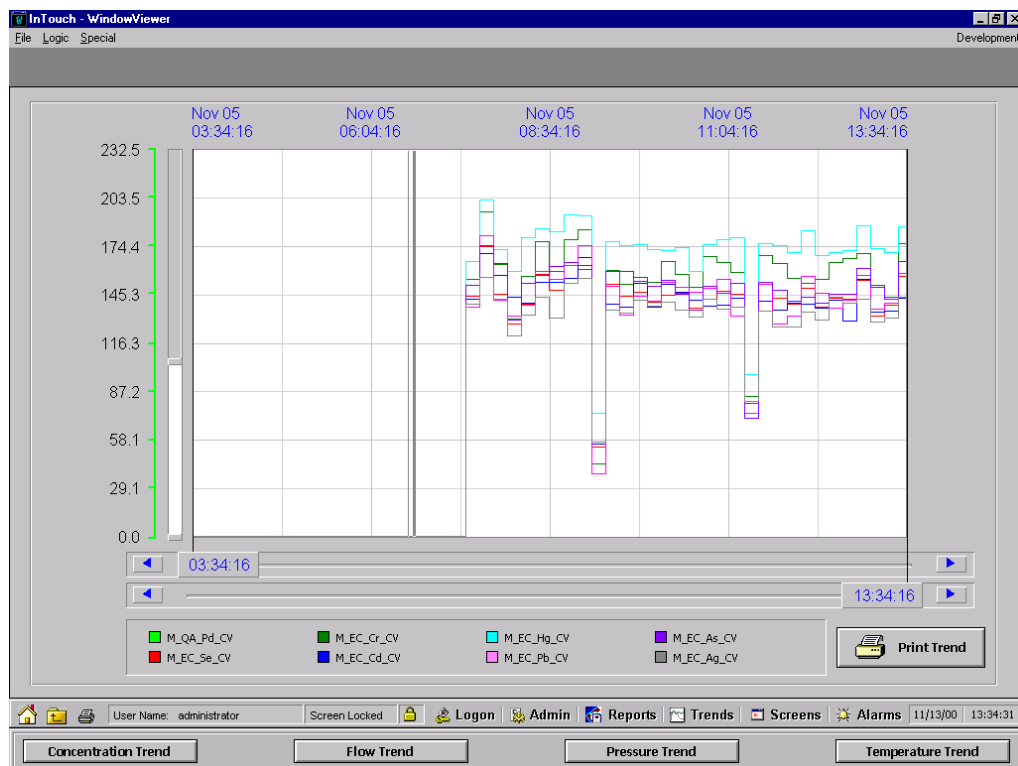 InTouch - WindowViewer
File Logic Special Development
Nov 05 Nov 05 Nov 05 Nov 05 Nov 05
03:34:16 06:04:16 08:34:16 11:04:16 13:34:16
232.5
203.5
174.4
145.3
116.3
87.2
58.1
29.1
0.0
03:34:16
13:34:16
M_QA_Pd_CV M_EC_Cr_CV M_EC_Hg_CV M_EC_As_CV
M_EC_Se_CV M_EC_Cd_CV M_EC_Pb_CV M_EC_Ag_CV
Print Trend
User Name: administrator Screen Locked Logon Admin Reports Trends Screens Alarms 11/13/00 13:34:31
Concentration Trend Flow Trend Pressure Trend Temperature Trend